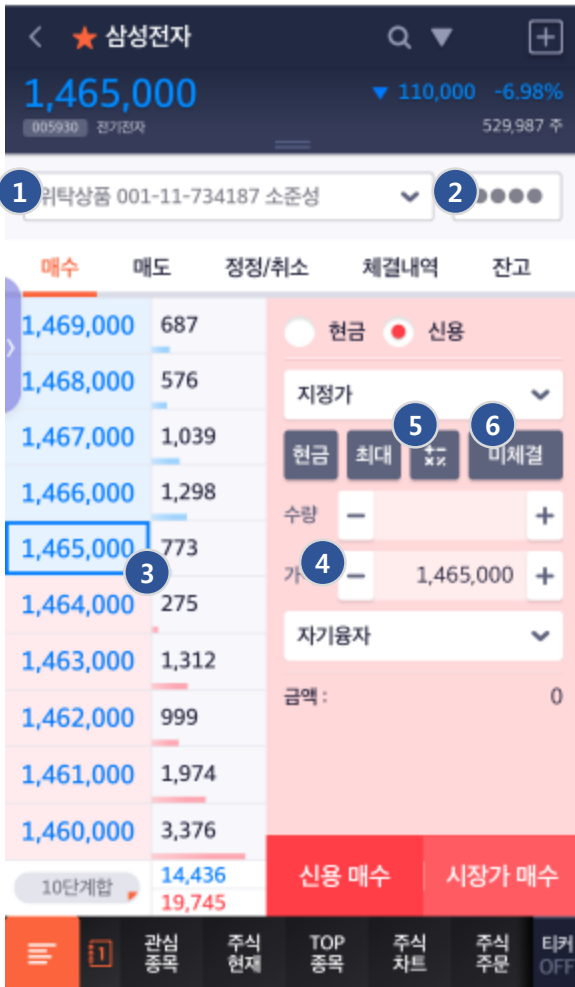 삼성전자
1,465,000 ▼ 110,000 -6.98%
005930 전기전자 529,987 주
1 위탁상품 001-11-734187 소준성 2
매수 매도 정정/취소 체결내역 잔고
1,469,000 687 현금 신용
1,468,000 576 지정가
5 6
1,467,000 1,039 현금 최대 +-×% 미체결
1,466,000 1,298 수량 - +
1,465,000 773 - 1,465,000 +
3 4
1,464,000 275 자기융자
1,463,000 1,312 금액 : 0
1,462,000 999
1,461,000 1,974
1,460,000 3,376 신용 매수 시장가 매수
10단계합 14,436
19,745
1 관심 종목 주식 현재 TOP 종목 주식 차트 주식 주문 티커 OFF